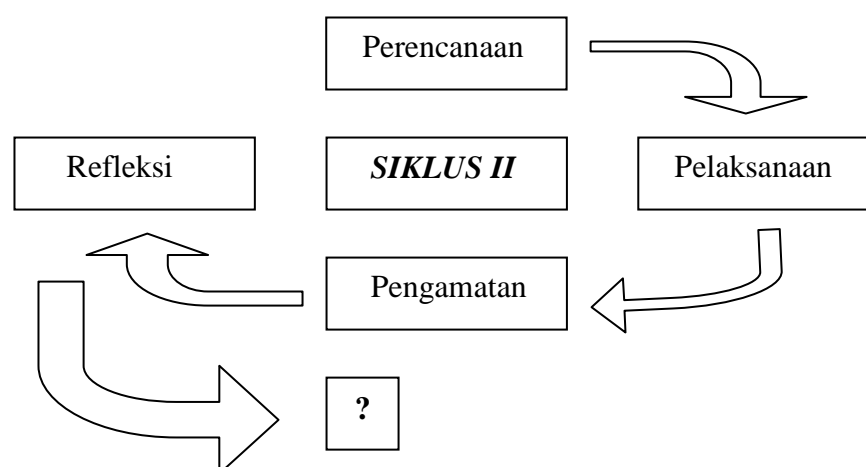 Perencanaan
Refleksi
SIKLUS II
Pelaksanaan
Pengamatan
?